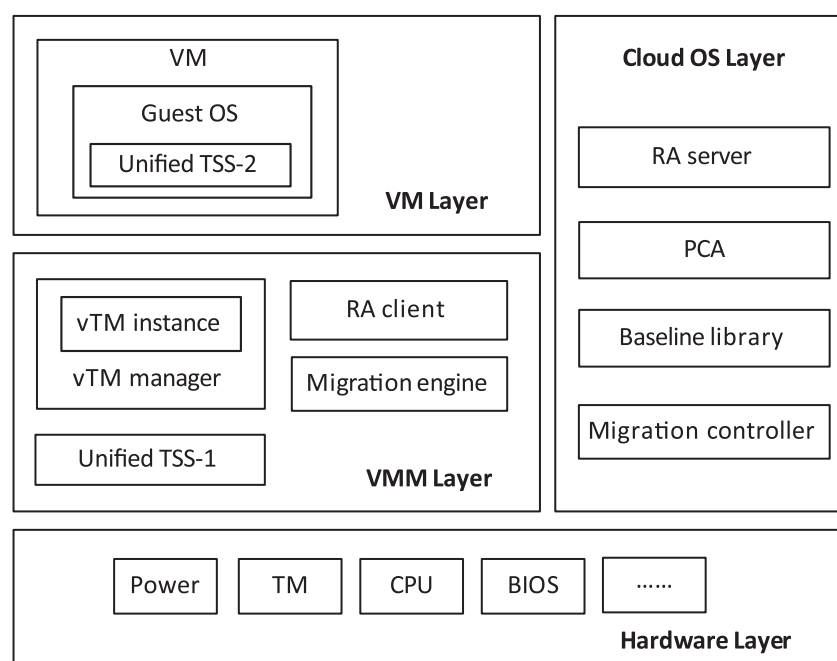 VM
Guest OS
Unified TSS-2
VM Layer
vTM instance
vTM manager
RA client
Migration engine
Unified TSS-1
VMM Layer
Cloud OS Layer
RA server
PCA
Baseline library
Migration controller
Power
TM
CPU
BIOS
……
Hardware Layer